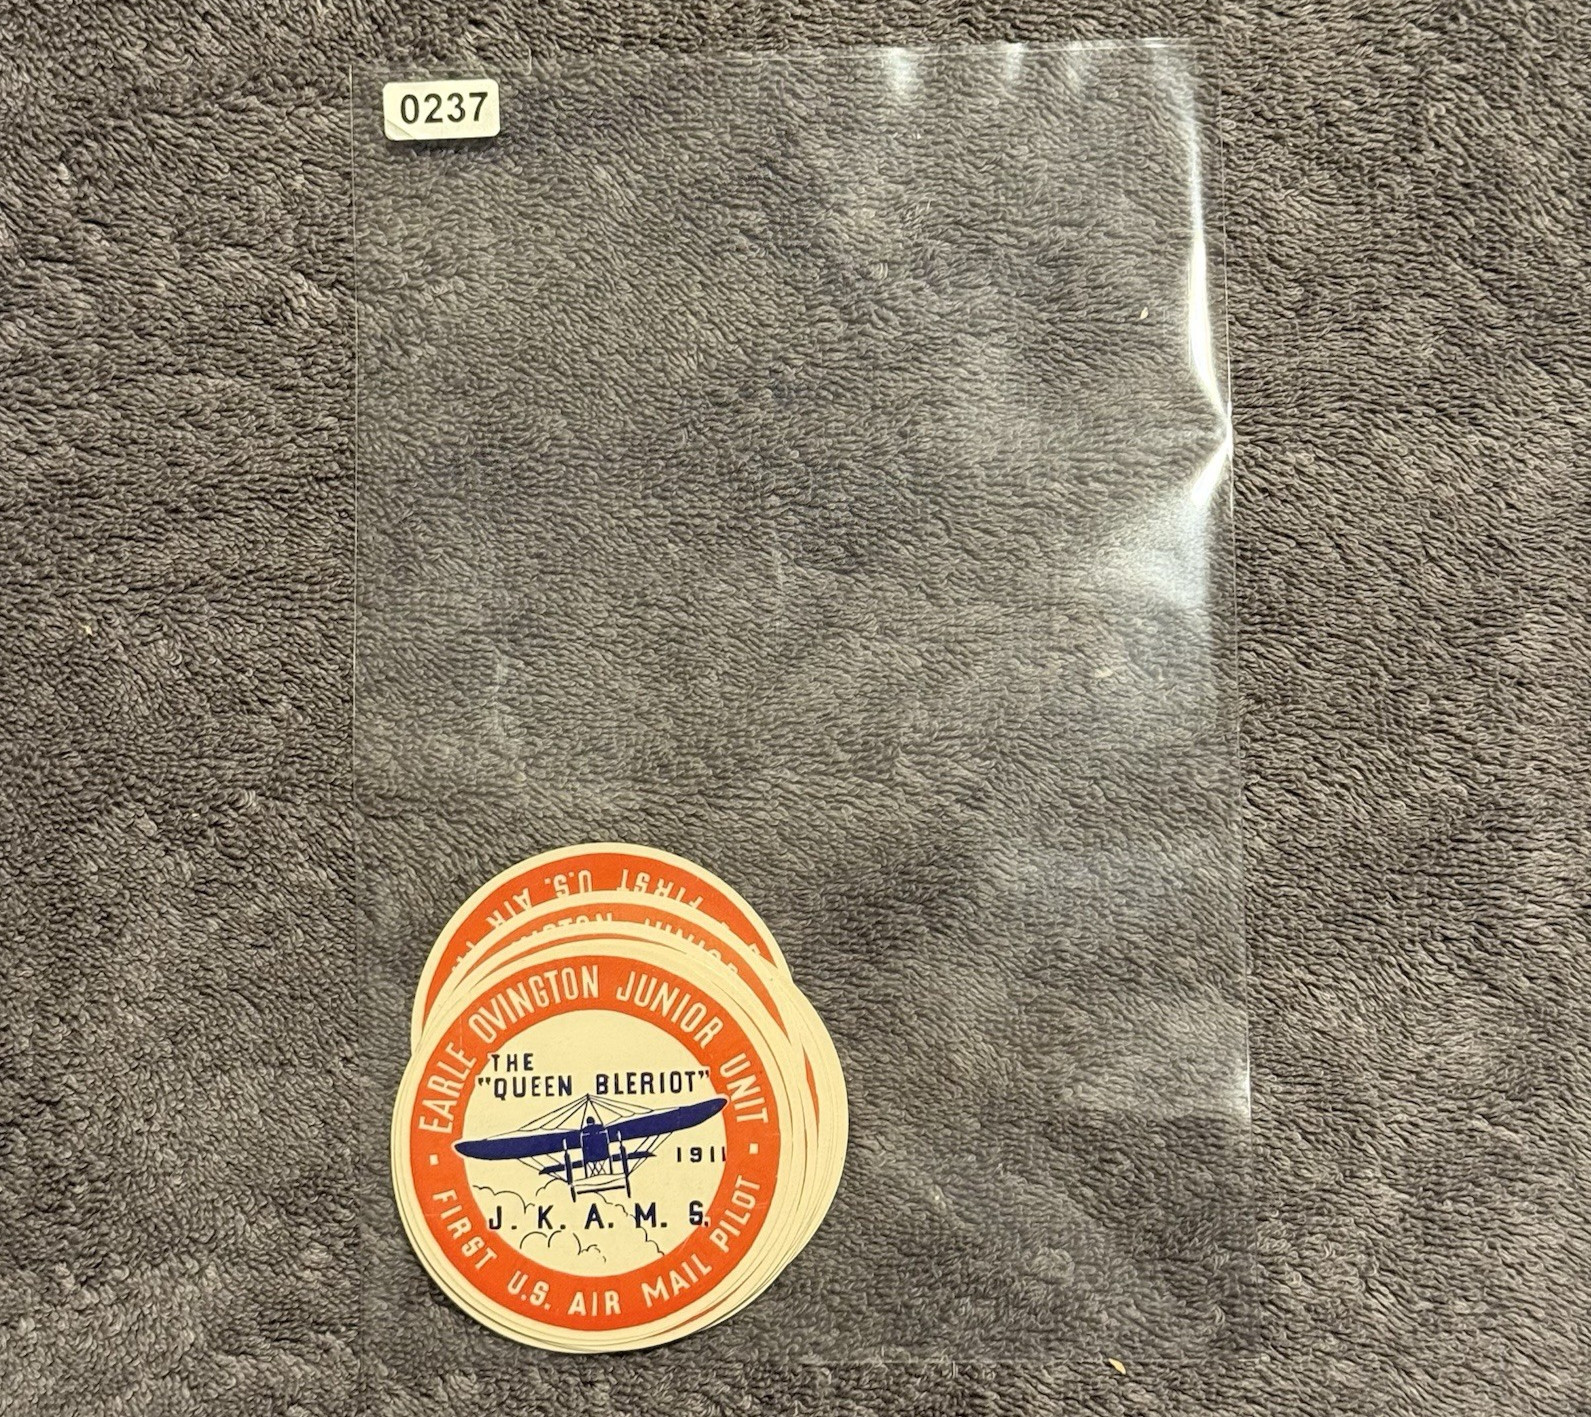 0237
FIRST U.S. AIR
EARLE OVINGTON JUNIOR UNIT
THE
"QUEEN BLERIOT"
1911
J. K. A. M. S.
· FIRST U.S. AIR MAIL PILOT ·